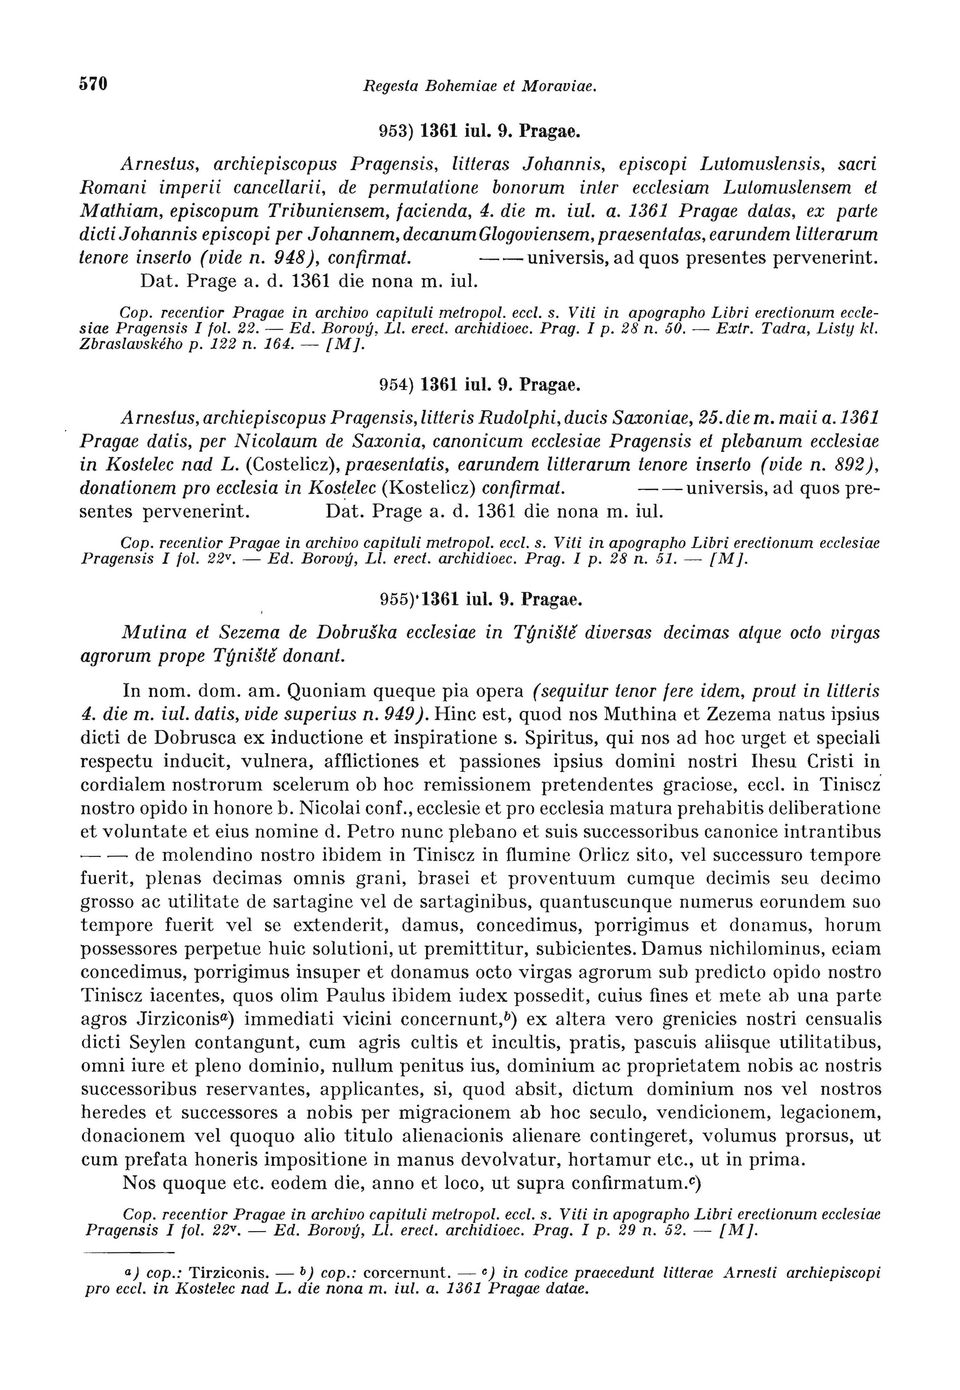 570 Regesta Bohemiae et Moraviae.
953) 1361 iul. 9. Pragae.
Arnestus, archiepiscopus Pragensis, litteras Johannis, episcopi Lutomuslensis, sacri
Romani imperii cancellarii, de permutatione bonorum inter ecclesiam Lutomuslensem et
Mathiam, episcopum Tribuniensem, facienda, 4. die m. iul. a. 1361 Pragae datas, ex parte
dicti Johannis episcopi per Johannem, decanum Glogoviensem, praesentatas, earundem litterarum
tenore inserto (vide n. 948), confirmat. — — universis, ad quos presentes pervenerint.
Dat. Prage a. d. 1361 die nona m. iul.
Cop. recentior Pragae in archivo capituli metropol. eccl. s. Viti in apographo Libri erectionum eccle-
siae Pragensis I fol. 22. — Ed. Borový, Ll. erect. archidioec. Prag. I p. 28 n. 50. — Extr. Tadra, Listy kl.
Zbraslavského p. 122 n. 164. — [M].
954) 1361 iul. 9. Pragae.
Arnestus, archiepiscopus Pragensis, litteris Rudolphi, ducis Saxoniae, 25. die m. maii a. 1361
Pragae datis, per Nicolaum de Saxonia, canonicum ecclesiae Pragensis et plebanum ecclesiae
in Kostelec nad L. (Costelicz), praesentatis, earundem litterarum tenore inserto (vide n. 892),
donationem pro ecclesia in Kostelec (Kostelicz) confirmat. — — universis, ad quos pre-
sentes pervenerint. Dat. Prage a. d. 1361 die nona m. iul.
Cop. recentior Pragae in archivo capituli metropol. eccl. s. Viti in apographo Libri erectionum ecclesiae
Pragensis I fol. 22v. — Ed. Borový, Ll. erect. archidioec. Prag. I p. 28 n. 51. — [M].
955) 1361 iul. 9. Pragae.
Mutina et Sezema de Dobruška ecclesiae in Týniště diversas decimas atque octo virgas
agrorum prope Týniště donant.
In nom. dom. am. Quoniam queque pia opera (sequitur tenor fere idem, prout in litteris
4. die m. iul. datis, vide superius n. 949). Hinc est, quod nos Muthina et Zezema natus ipsius
dicti de Dobrusca ex inductione et inspiratione s. Spiritus, qui nos ad hoc urget et speciali
respectu inducit, vulnera, afflictiones et passiones ipsius domini nostri Ihesu Cristi in
cordialem nostrorum scelerum ob hoc remissionem pretendentes graciose, eccl. in Tiniscz
nostro opido in honore b. Nicolai conf., ecclesie et pro ecclesia matura prehabitis deliberatione
et voluntate et eius nomine d. Petro nunc plebano et suis successoribus canonice intrantibus
— — de molendino nostro ibidem in Tiniscz in flumine Orlicz sito, vel successuro tempore
fuerit, plenas decimas omnis grani, brasei et proventuum cumque decimis seu decimo
grosso ac utilitate de sartagine vel de sartaginibus, quantuscunque numerus eorundem suo
tempore fuerit vel se extenderit, damus, concedimus, porrigimus et donamus, horum
possessores perpetue huic solutioni, ut premittitur, subicientes. Damus nichilominus, eciam
concedimus, porrigimus insuper et donamus octo virgas agrorum sub predicto opido nostro
Tiniscz iacentes, quos olim Paulus ibidem iudex possedit, cuius fines et mete ab una parte
agros Jirziconisa) immediati vicini concernunt,b) ex altera vero grenicies nostri censualis
dicti Seylen contangunt, cum agris cultis et incultis, pratis, pascuis aliisque utilitatibus,
omni iure et pleno dominio, nullum penitus ius, dominium ac proprietatem nobis ac nostris
successoribus reservantes, applicantes, si, quod absit, dictum dominium nos vel nostros
heredes et successores a nobis per migracionem ab hoc seculo, vendicionem, legacionem,
donacionem vel quoquo alio titulo alienacionis alienare contingeret, volumus prorsus, ut
cum prefata honeris impositione in manus devolvatur, hortamur etc., ut in prima.
Nos quoque etc. eodem die, anno et loco, ut supra confirmatum.c)
Cop. recentior Pragae in archivo capituli metropol. eccl. s. Viti in apographo Libri erectionum ecclesiae
Pragensis I fol. 22v. — Ed. Borový, Ll. erect. archidioec. Prag. I p. 29 n. 52. — [M].
a) cop.: Tirziconis. — b) cop.: corcernunt. — c) in codice praecedunt litterae Arnesti archiepiscopi
pro eccl. in Kostelec nad L. die nona m. iul. a. 1361 Pragae datae.